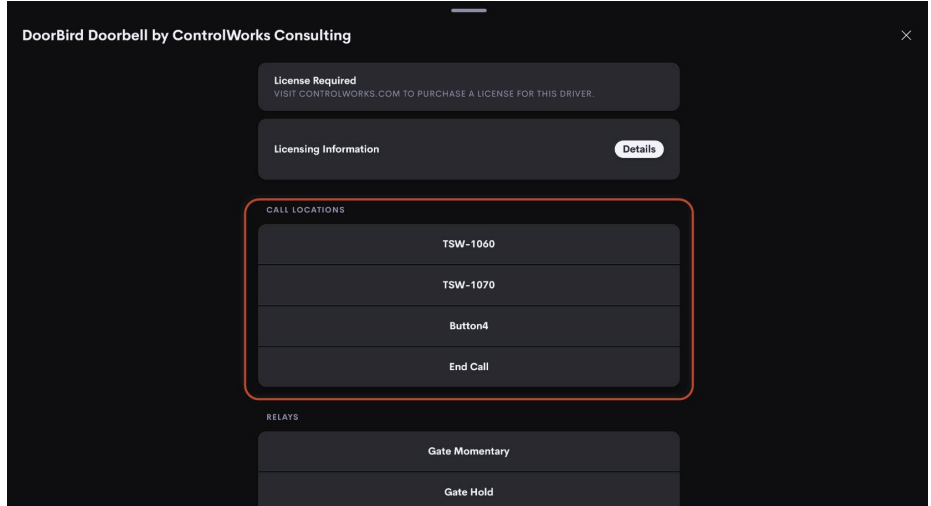 DoorBird Doorbell by ControlWorks Consulting
License Required
VISIT CONTROLWORKS.COM TO PURCHASE A LICENSE FOR THIS DRIVER.
Licensing Information
Details
CALL LOCATIONS
TSW-1060
TSW-1070
Button4
End Call
RELAYS
Gate Momentary
Gate Hold